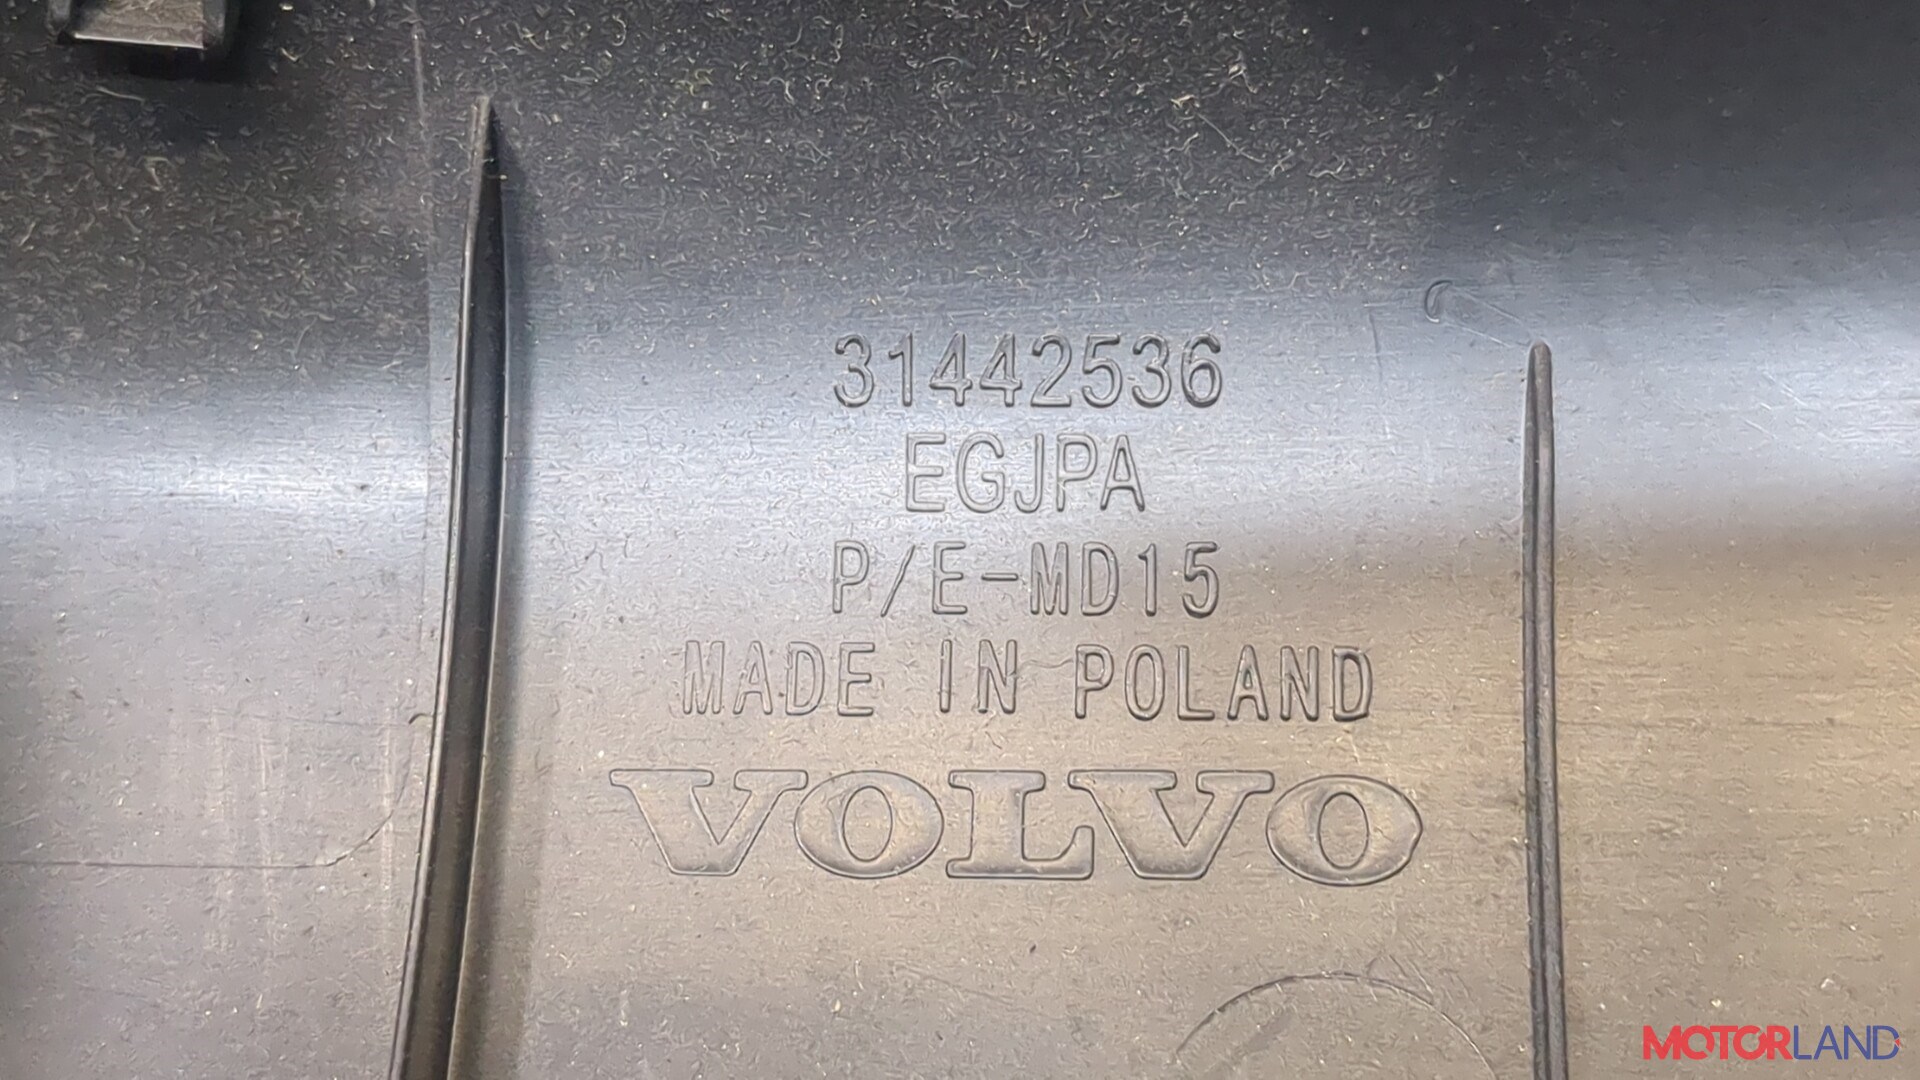 31442536
EGJPA
P/E-MD15
MADE IN POLAND
VOLVO
MOTORLAND